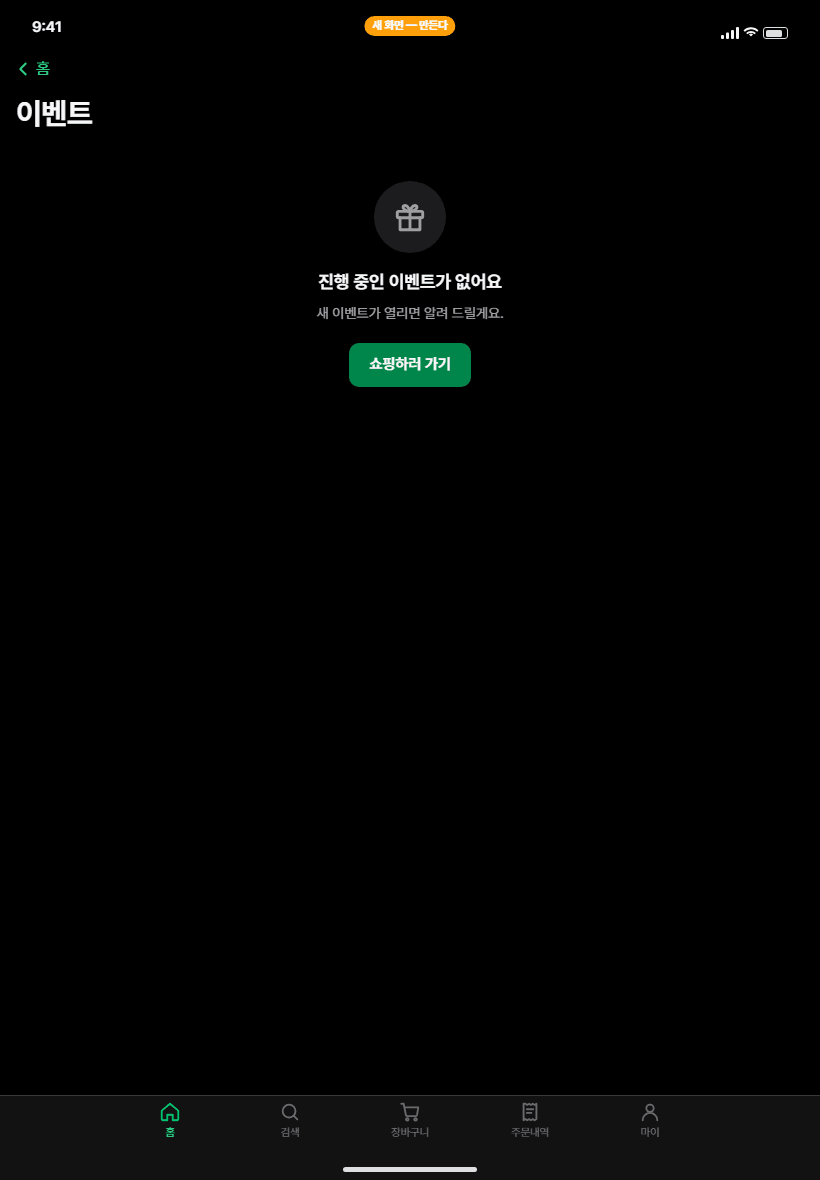 9:41
새 화면 — 만든다
홈
이벤트
진행 중인 이벤트가 없어요
새 이벤트가 열리면 알려 드릴게요.
쇼핑하러 가기
홈
검색
장바구니
주문내역
마이